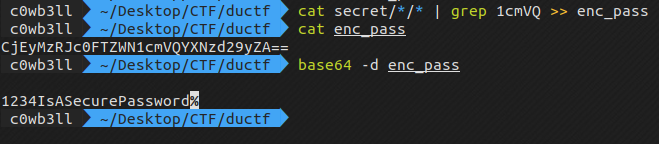 c0wb3ll ~/Desktop/CTF/ductf cat secret/*/* | grep 1cmVQ >> enc_pass
c0wb3ll ~/Desktop/CTF/ductf cat enc_pass
CjEyMzRJc0FTZWN1cmVQYXNzd29yZA==
c0wb3ll ~/Desktop/CTF/ductf base64 -d enc_pass
1234IsASecurePassword%
c0wb3ll ~/Desktop/CTF/ductf